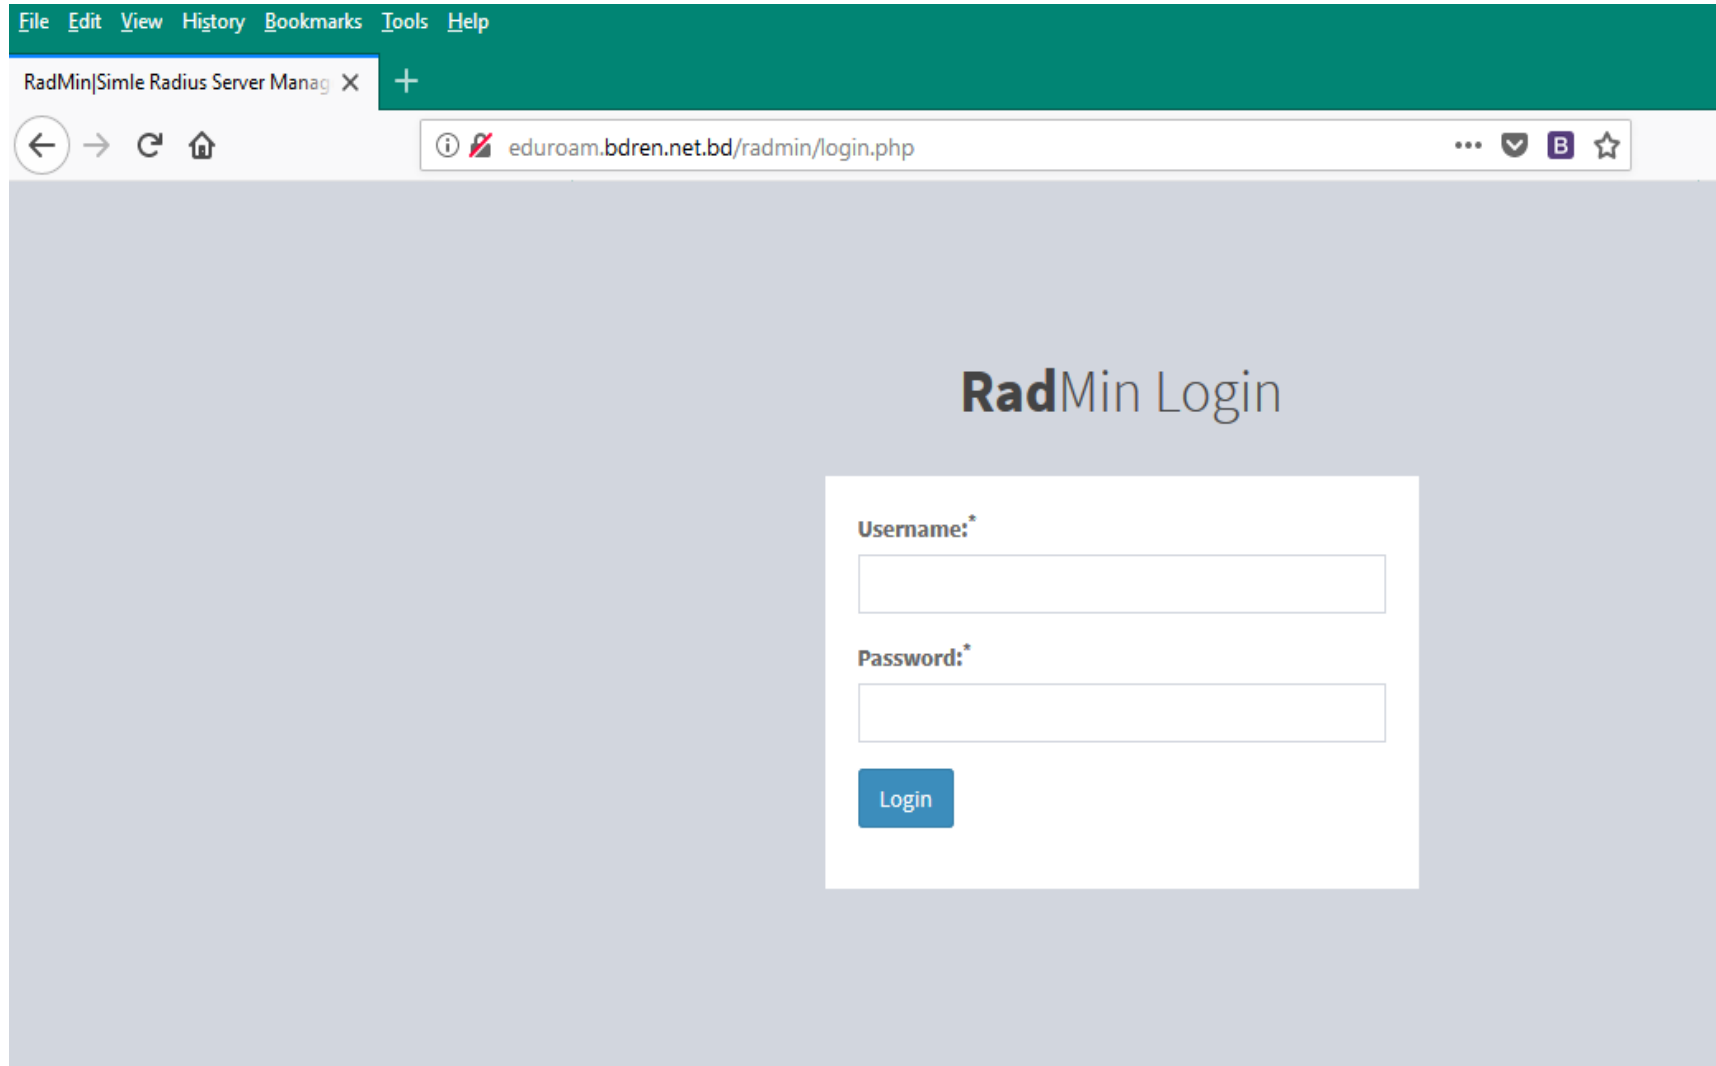 File Edit View History Bookmarks Tools Help
RadMin|Simle Radius Server Manag
eduroam.bdren.net.bd/radmin/login.php
B
RadMin Login
Username:*
Password:*
Login